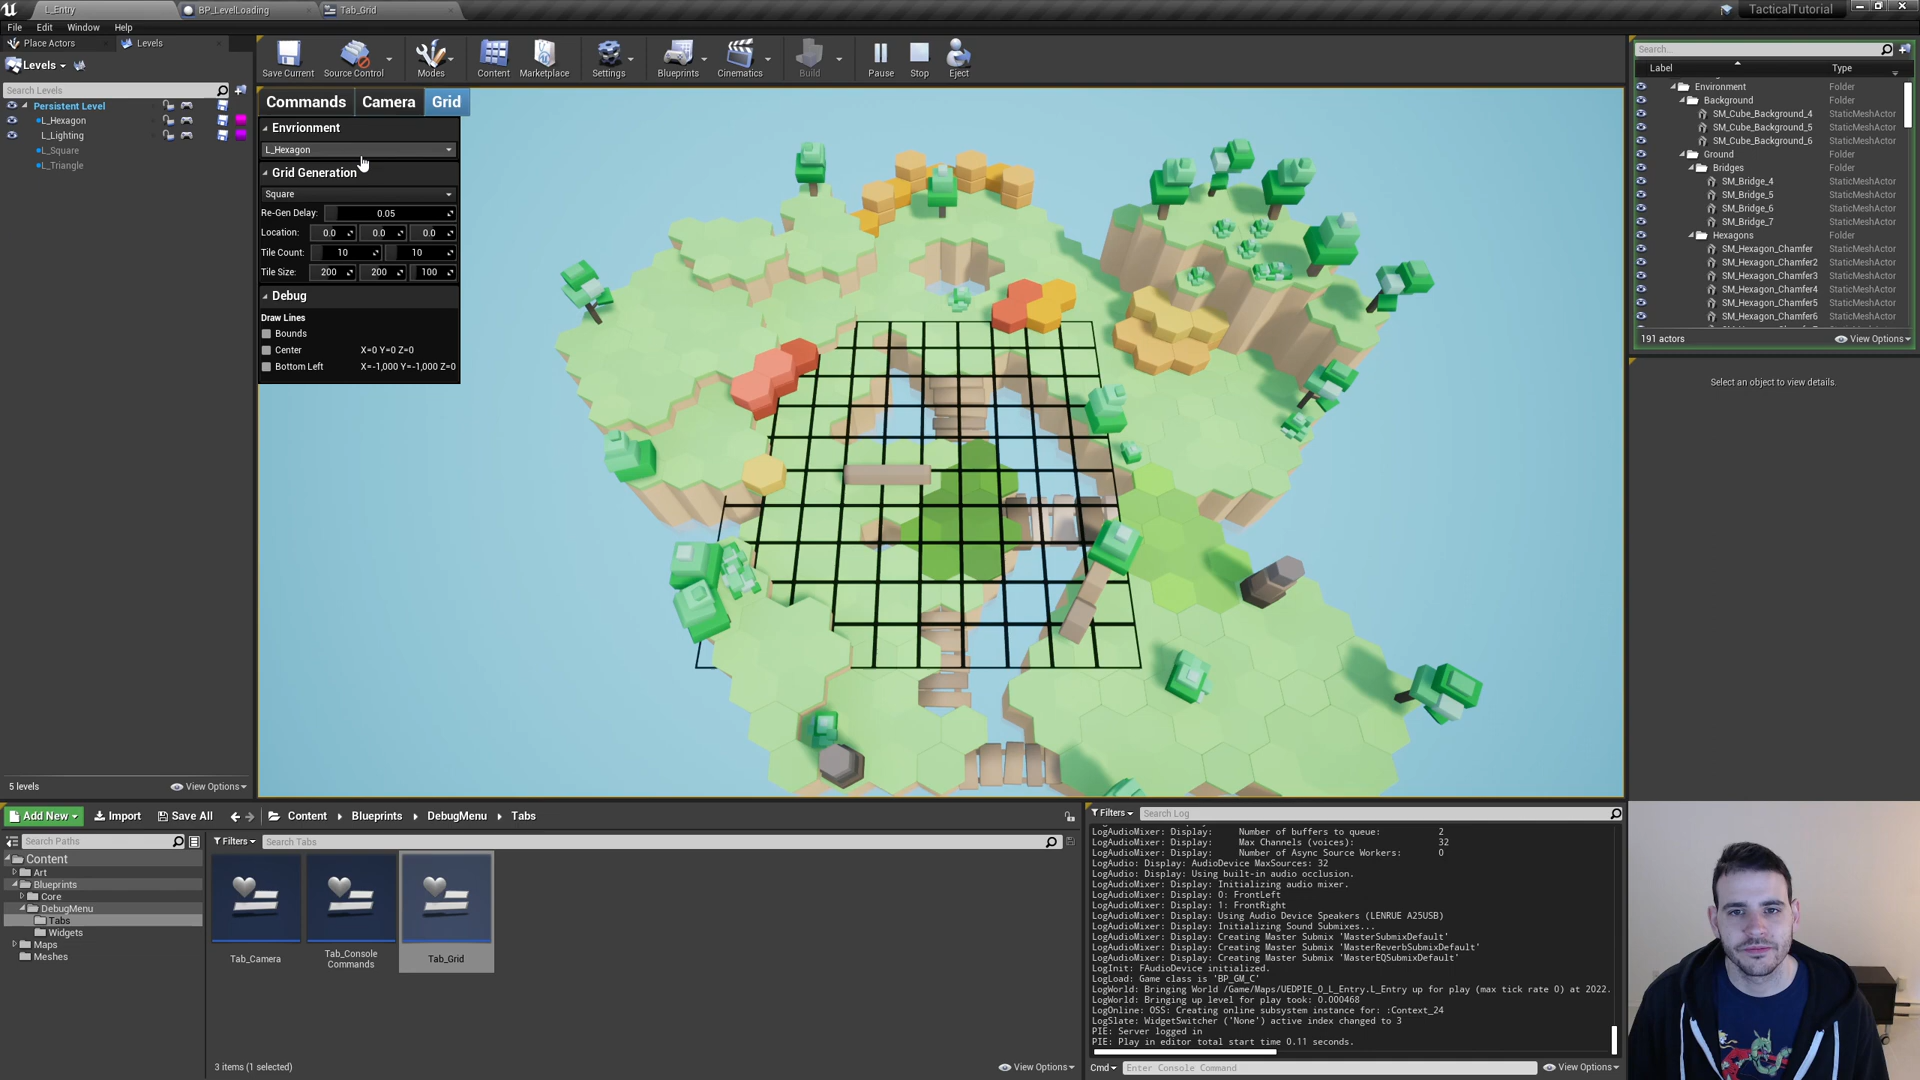 L_Entry
BP_LevelLoading
Tab_Grid
TacticalTutorial
File Edit Window Help
Place Actors
Levels
Levels
Search Levels
Persistent Level
L_Hexagon
L_Lighting
L_Square
L_Triangle
5 levels
View Options
Save Current
Source Control
Modes
Content
Marketplace
Settings
Blueprints
Cinematics
Build
Pause
Stop
Eject
Commands
Camera
Grid
Envrionment
L_Hexagon
Grid Generation
Square
Re-Gen Delay: 0.05
Location: 0.0 0.0 0.0
Tile Count: 10 10
Tile Size: 200 200 100
Debug
Draw Lines
Bounds
Center X=0 Y=0 Z=0
Bottom Left X=-1,000 Y=-1,000 Z=0
Search...
Label Type
Environment Folder
Background Folder
SM_Cube_Background_4 StaticMeshActor
SM_Cube_Background_5 StaticMeshActor
SM_Cube_Background_6 StaticMeshActor
Ground Folder
Bridges Folder
SM_Bridge_4 StaticMeshActor
SM_Bridge_5 StaticMeshActor
SM_Bridge_6 StaticMeshActor
SM_Bridge_7 StaticMeshActor
Hexagons Folder
SM_Hexagon_Chamfer StaticMeshActor
SM_Hexagon_Chamfer2 StaticMeshActor
SM_Hexagon_Chamfer3 StaticMeshActor
SM_Hexagon_Chamfer4 StaticMeshActor
SM_Hexagon_Chamfer5 StaticMeshActor
SM_Hexagon_Chamfer6 StaticMeshActor
191 actors
View Options
Select an object to view details.
Add New
Import
Save All
Content
Blueprints
DebugMenu
Tabs
Search Paths
Content
Art
Blueprints
Core
DebugMenu
Tabs
Widgets
Maps
Meshes
Filters
Search Tabs
Tab_Camera
Tab_Console
Commands
Tab_Grid
3 items (1 selected)
View Options
Filters
Search Log
LogAudioMixer: Display: Number of buffers to queue: 2
LogAudioMixer: Display: Max Channels (voices): 32
LogAudioMixer: Display: Number of Async Source Workers: 0
LogAudio: Display: AudioDevice MaxSources: 32
LogAudio: Display: Using built-in audio occlusion.
LogAudioMixer: Display: Initializing audio mixer.
LogAudioMixer: Display: 0: FrontLeft
LogAudioMixer: Display: 1: FrontRight
LogAudioMixer: Display: Using Audio Device Speakers (LENRUE A25USB)
LogAudioMixer: Display: Initializing Sound Submixes...
LogAudioMixer: Display: Creating Master Submix 'MasterSubmixDefault'
LogAudioMixer: Display: Creating Master Submix 'MasterReverbSubmixDefault'
LogAudioMixer: Display: Creating Master Submix 'MasterEQSubmixDefault'
LogInit: FAudioDevice initialized.
LogLoad: Game class is 'BP_GM_C'
LogWorld: Bringing World /Game/Maps/UEDPIE_0_L_Entry.L_Entry up for play (max tick rate 0) at 2022.
LogWorld: Bringing up level for play took: 0.000468
LogOnline: OSS: Creating online subsystem instance for: :Context_24
LogSlate: WidgetSwitcher ('None') active index changed to 3
PIE: Server logged in
PIE: Play in editor total start time 0.11 seconds.
Cmd
Enter Console Command
View Options